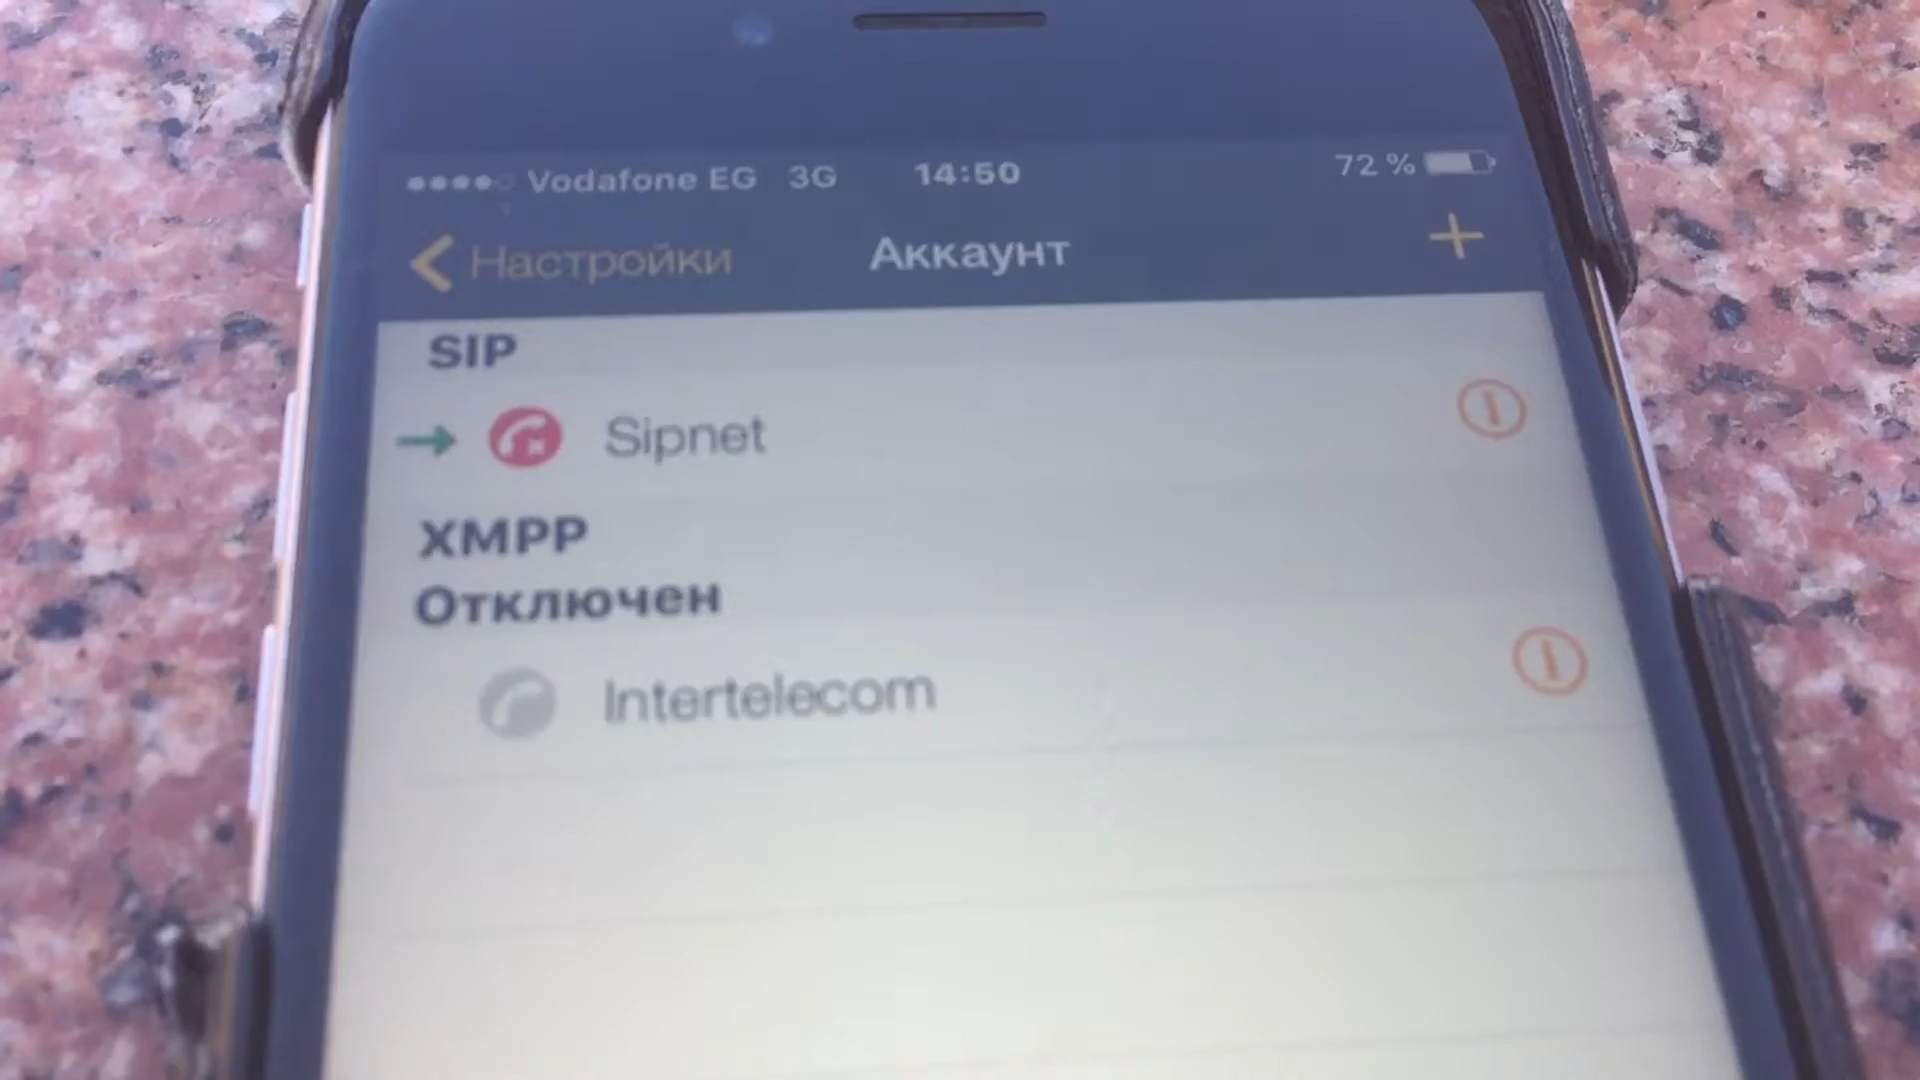 Vodafone EG 3G 14:50 72 %
Настройки Аккаунт +
SIP
Sipnet
XMPP
Отключен
Intertelecom